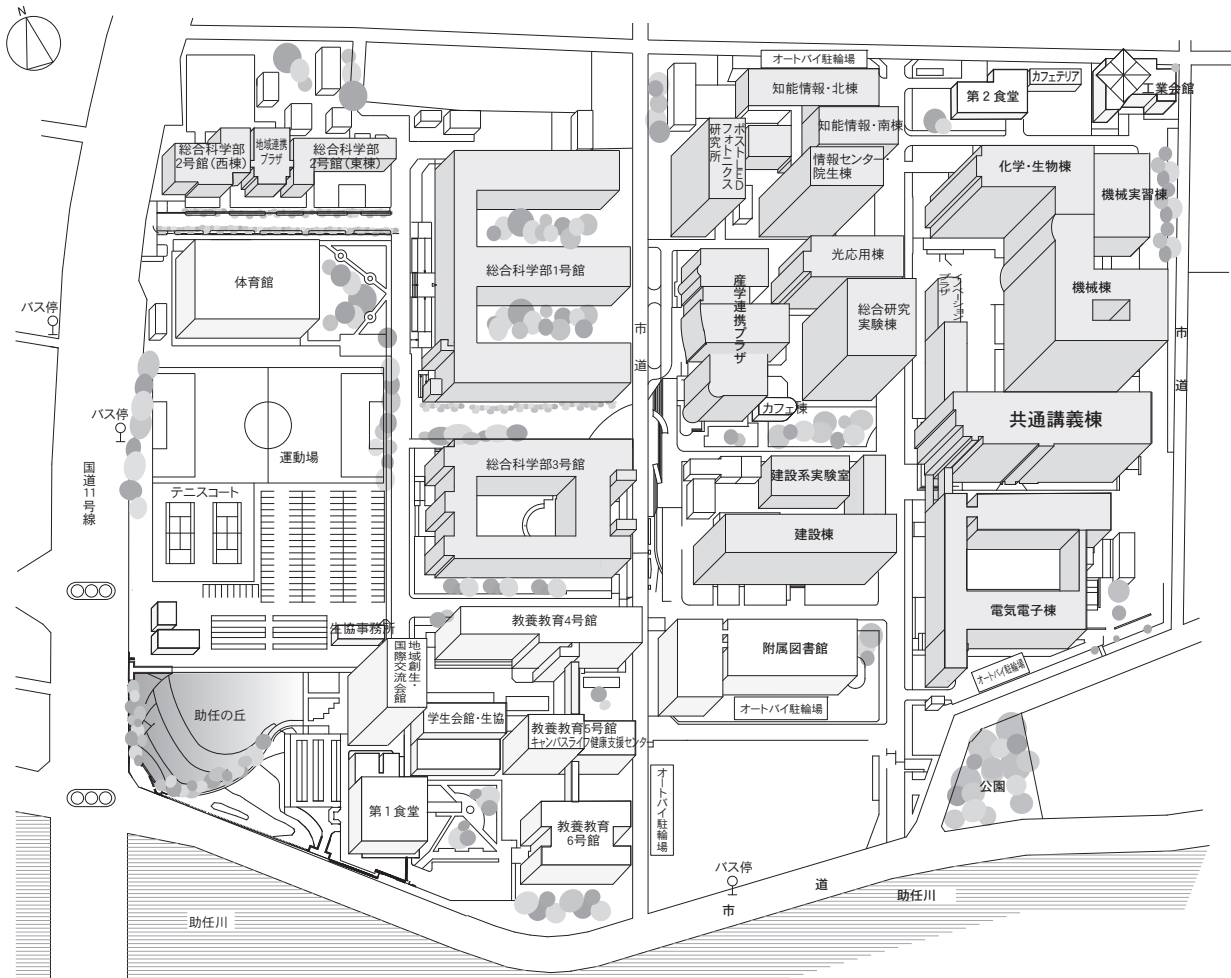 N
オートバイ駐輪場
知能情報・北棟
カフェテリア
工業会館
第2食堂
総合科学部
2号館(西棟)
地域連携
プラザ
総合科学部
2号館(東棟)
ポストLED
フォトニクス
研究所
知能情報・南棟
情報センター・
院生棟
化学・生物棟
機械実習棟
体育館
総合科学部1号館
光応用棟
産学連携プラザ
総合研究
実験棟
イノベーション
プラザ
機械棟
バス停
市道
市道
バス停
カフェ棟
共通講義棟
運動場
国道11号線
テニスコート
総合科学部3号館
建設系実験室
建設棟
電気電子棟
生協事務所
教養教育4号館
地域創生・
国際交流会館
附属図書館
オートバイ駐輪場
オートバイ駐輪場
助任の丘
学生会館・生協
教養教育5号館
キャンパスライフ健康支援センター
オートバイ駐輪場
公園
第1食堂
教養教育
6号館
バス停
市道
助任川
助任川